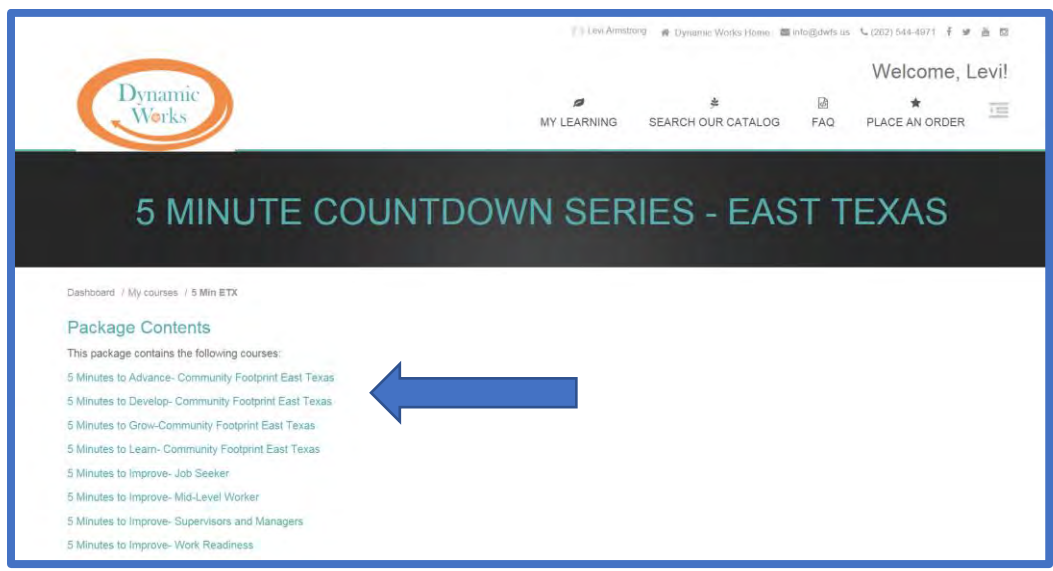 Levi Armstrong Dynamic Works Home info@dwfs.us (262) 544-4971
Welcome, Levi!
Dynamic
Works
MY LEARNING SEARCH OUR CATALOG FAQ PLACE AN ORDER
5 MINUTE COUNTDOWN SERIES - EAST TEXAS
Dashboard / My courses / 5 Min ETX
Package Contents
This package contains the following courses:
5 Minutes to Advance- Community Footprint East Texas
5 Minutes to Develop- Community Footprint East Texas
5 Minutes to Grow-Community Footprint East Texas
5 Minutes to Learn- Community Footprint East Texas
5 Minutes to Improve- Job Seeker
5 Minutes to Improve- Mid-Level Worker
5 Minutes to Improve- Supervisors and Managers
5 Minutes to Improve- Work Readiness